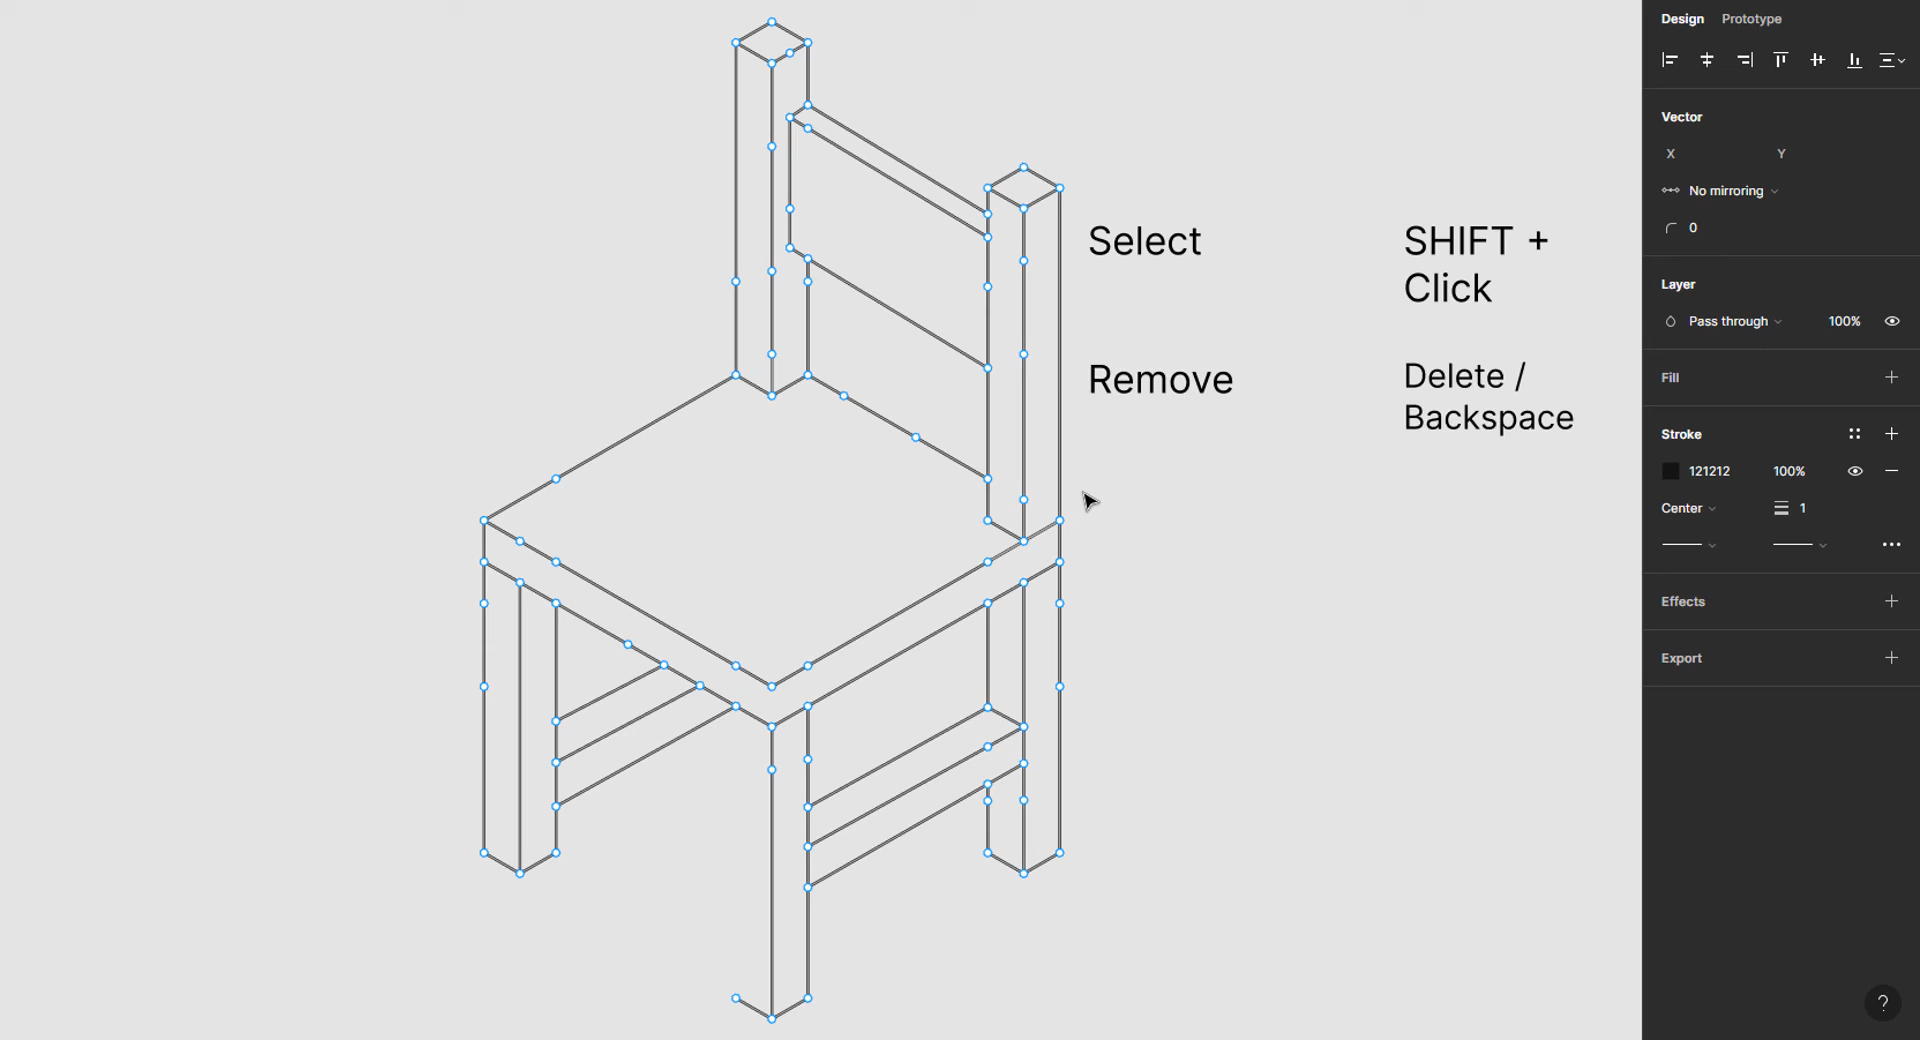 Design Prototype
Vector
X Y
No mirroring
0
Select SHIFT +
Click
Layer
Pass through 100%
Remove Delete /
Backspace
Fill
Stroke
121212 100%
Center 1
Effects
Export
?